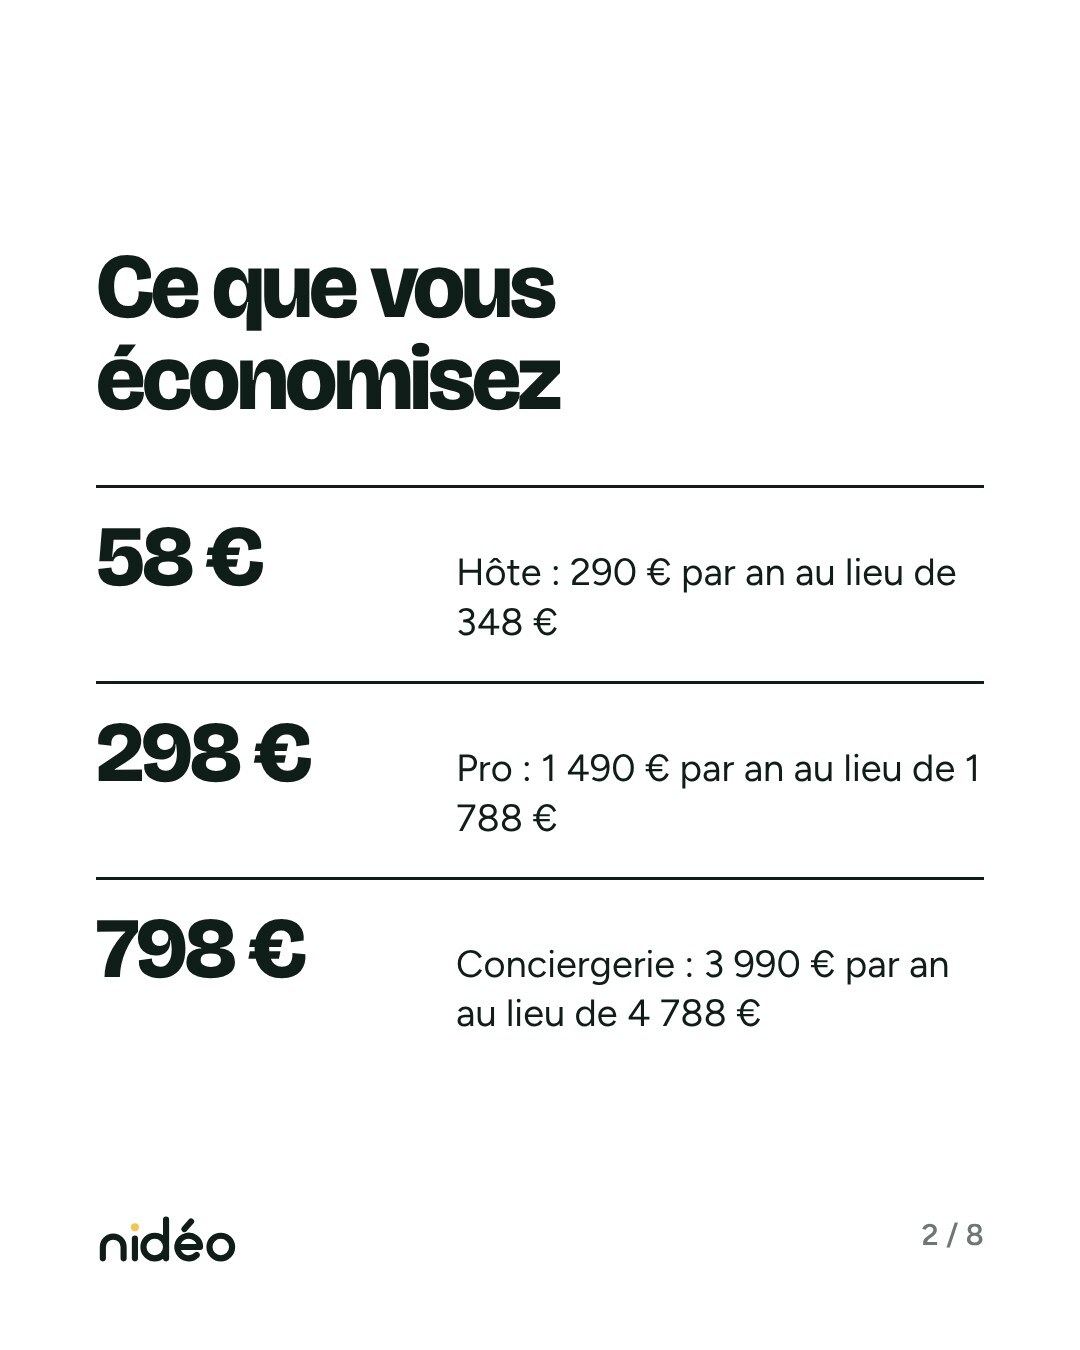 Ce que vous
économisez
58 €
Hôte : 290 € par an au lieu de
348 €
298 €
Pro : 1 490 € par an au lieu de 1
788 €
798 €
Conciergerie : 3 990 € par an
au lieu de 4 788 €
nidéo
2 / 8